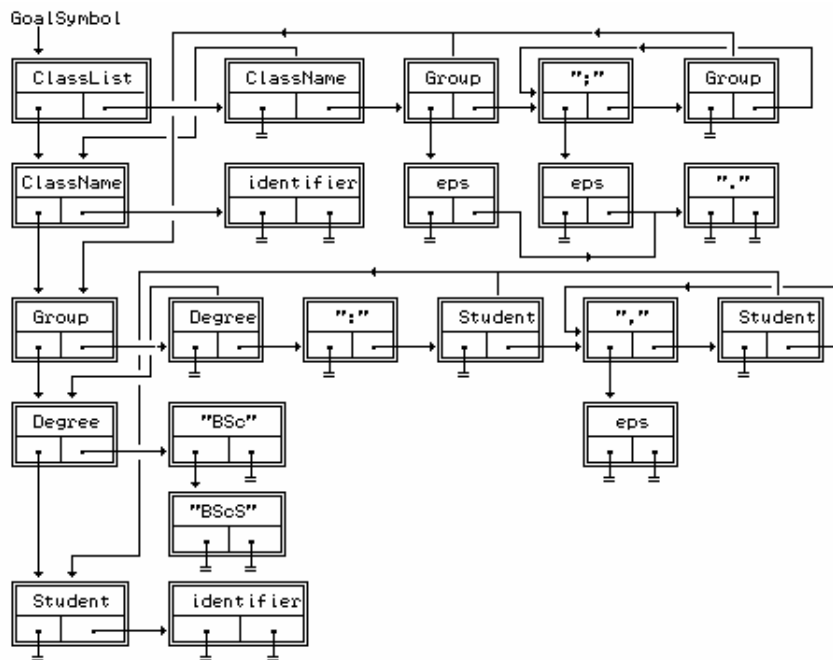 GoalSymbol
ClassList ClassName Group ";" Group
ClassName identifier eps eps "."
Group Degree ":" Student "," Student
Degree "BSc" eps
"BScS"
Student identifier